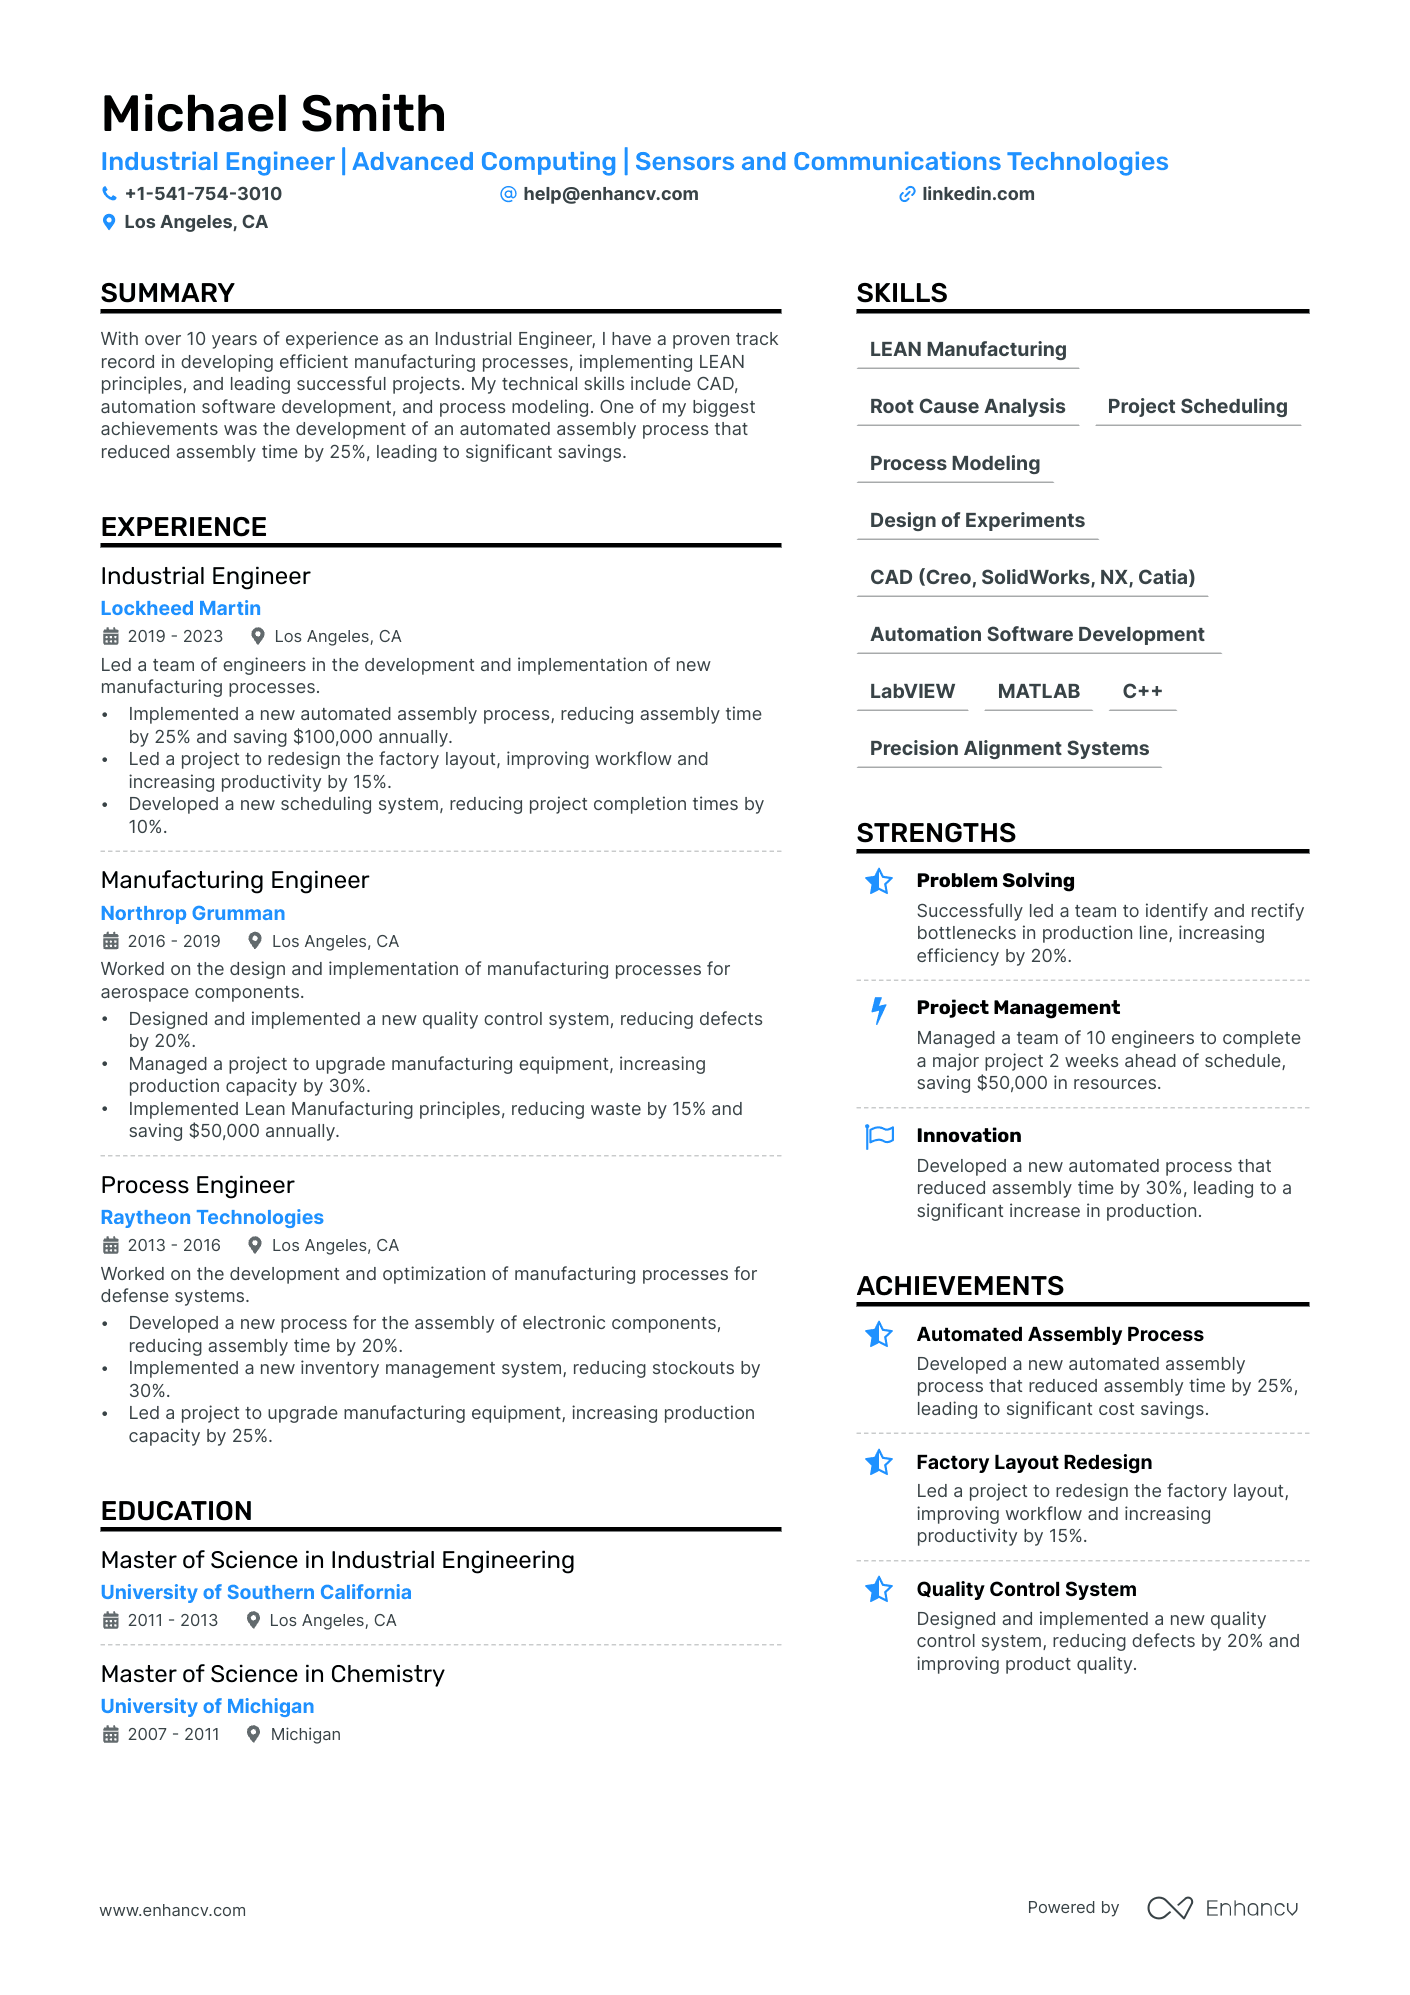 Michael Smith
Industrial Engineer | Advanced Computing | Sensors and Communications Technologies
+1-541-754-3010
help@enhancv.com
linkedin.com
Los Angeles, CA
SUMMARY
With over 10 years of experience as an Industrial Engineer, I have a proven track
record in developing efficient manufacturing processes, implementing LEAN
principles, and leading successful projects. My technical skills include CAD,
automation software development, and process modeling. One of my biggest
achievements was the development of an automated assembly process that
reduced assembly time by 25%, leading to significant savings.
EXPERIENCE
Industrial Engineer
Lockheed Martin
2019 - 2023 Los Angeles, CA
Led a team of engineers in the development and implementation of new
manufacturing processes.
• Implemented a new automated assembly process, reducing assembly time
by 25% and saving $100,000 annually.
• Led a project to redesign the factory layout, improving workflow and
increasing productivity by 15%.
• Developed a new scheduling system, reducing project completion times by
10%.
Manufacturing Engineer
Northrop Grumman
2016 - 2019 Los Angeles, CA
Worked on the design and implementation of manufacturing processes for
aerospace components.
• Designed and implemented a new quality control system, reducing defects
by 20%.
• Managed a project to upgrade manufacturing equipment, increasing
production capacity by 30%.
• Implemented Lean Manufacturing principles, reducing waste by 15% and
saving $50,000 annually.
Process Engineer
Raytheon Technologies
2013 - 2016 Los Angeles, CA
Worked on the development and optimization of manufacturing processes for
defense systems.
• Developed a new process for the assembly of electronic components,
reducing assembly time by 20%.
• Implemented a new inventory management system, reducing stockouts by
30%.
• Led a project to upgrade manufacturing equipment, increasing production
capacity by 25%.
EDUCATION
Master of Science in Industrial Engineering
University of Southern California
2011 - 2013 Los Angeles, CA
Master of Science in Chemistry
University of Michigan
2007 - 2011 Michigan
SKILLS
LEAN Manufacturing
Root Cause Analysis Project Scheduling
Process Modeling
Design of Experiments
CAD (Creo, SolidWorks, NX, Catia)
Automation Software Development
LabVIEW MATLAB C++
Precision Alignment Systems
STRENGTHS
Problem Solving
Successfully led a team to identify and rectify
bottlenecks in production line, increasing
efficiency by 20%.
Project Management
Managed a team of 10 engineers to complete
a major project 2 weeks ahead of schedule,
saving $50,000 in resources.
Innovation
Developed a new automated process that
reduced assembly time by 30%, leading to a
significant increase in production.
ACHIEVEMENTS
Automated Assembly Process
Developed a new automated assembly
process that reduced assembly time by 25%,
leading to significant cost savings.
Factory Layout Redesign
Led a project to redesign the factory layout,
improving workflow and increasing
productivity by 15%.
Quality Control System
Designed and implemented a new quality
control system, reducing defects by 20% and
improving product quality.
www.enhancv.com
Powered by Enhancv